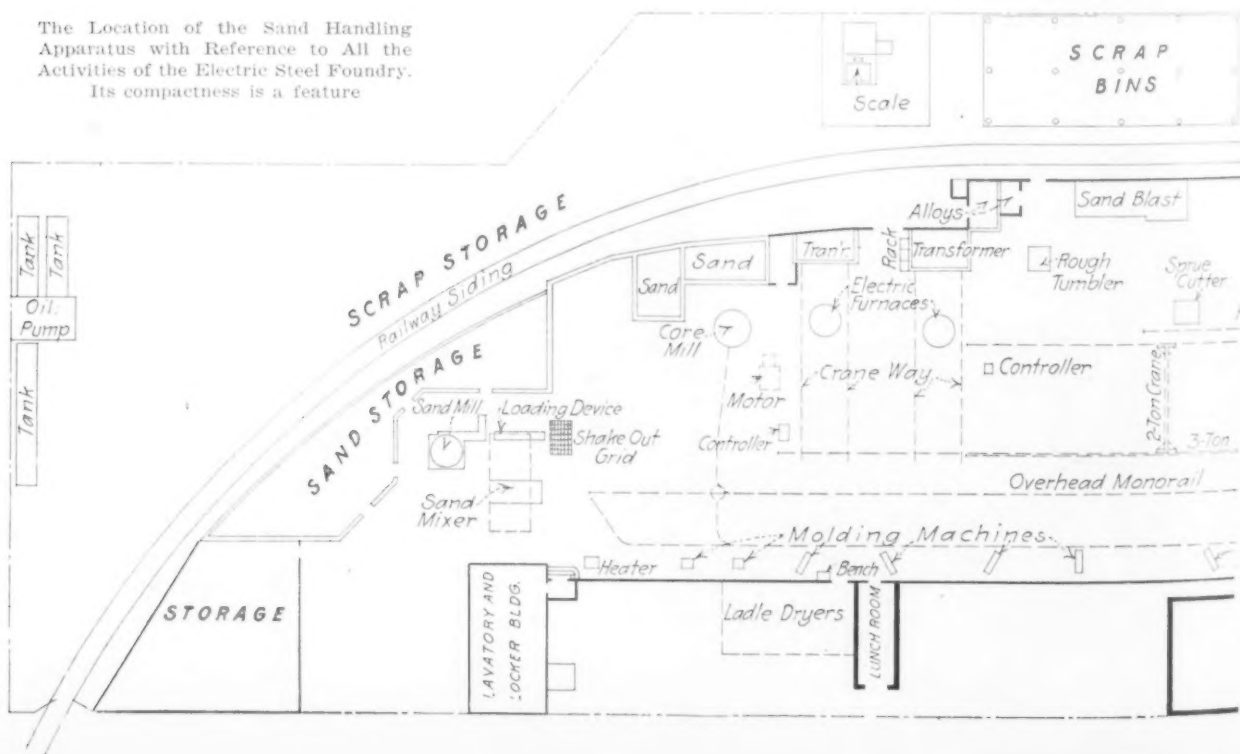 The Location of the Sand Handling
Apparatus with Reference to All the
Activities of the Electric Steel Foundry.
Its compactness is a feature
Scale
SCRAP
BINS
SCRAP STORAGE
Railway Siding
SAND STORAGE
Tank
Tank
Oil
Pump
Tank
Alloys
Sand Blast
Sand
Sand
Tran'r.
Rack
Transformer
Rough
Tumbler
Sprue
Cutter
Electric
Furnaces
Core
Mill
Motor
Crane Way
Controller
Controller
2-Ton Crane
3-Ton
Sand Mill
Loading Device
Shake Out
Grid
Sand
Mixer
Overhead Monorail
Molding Machines
Heater
Bench
STORAGE
LAVATORY AND
LOCKER BLDG.
Ladle Dryers
LUNCH ROOM